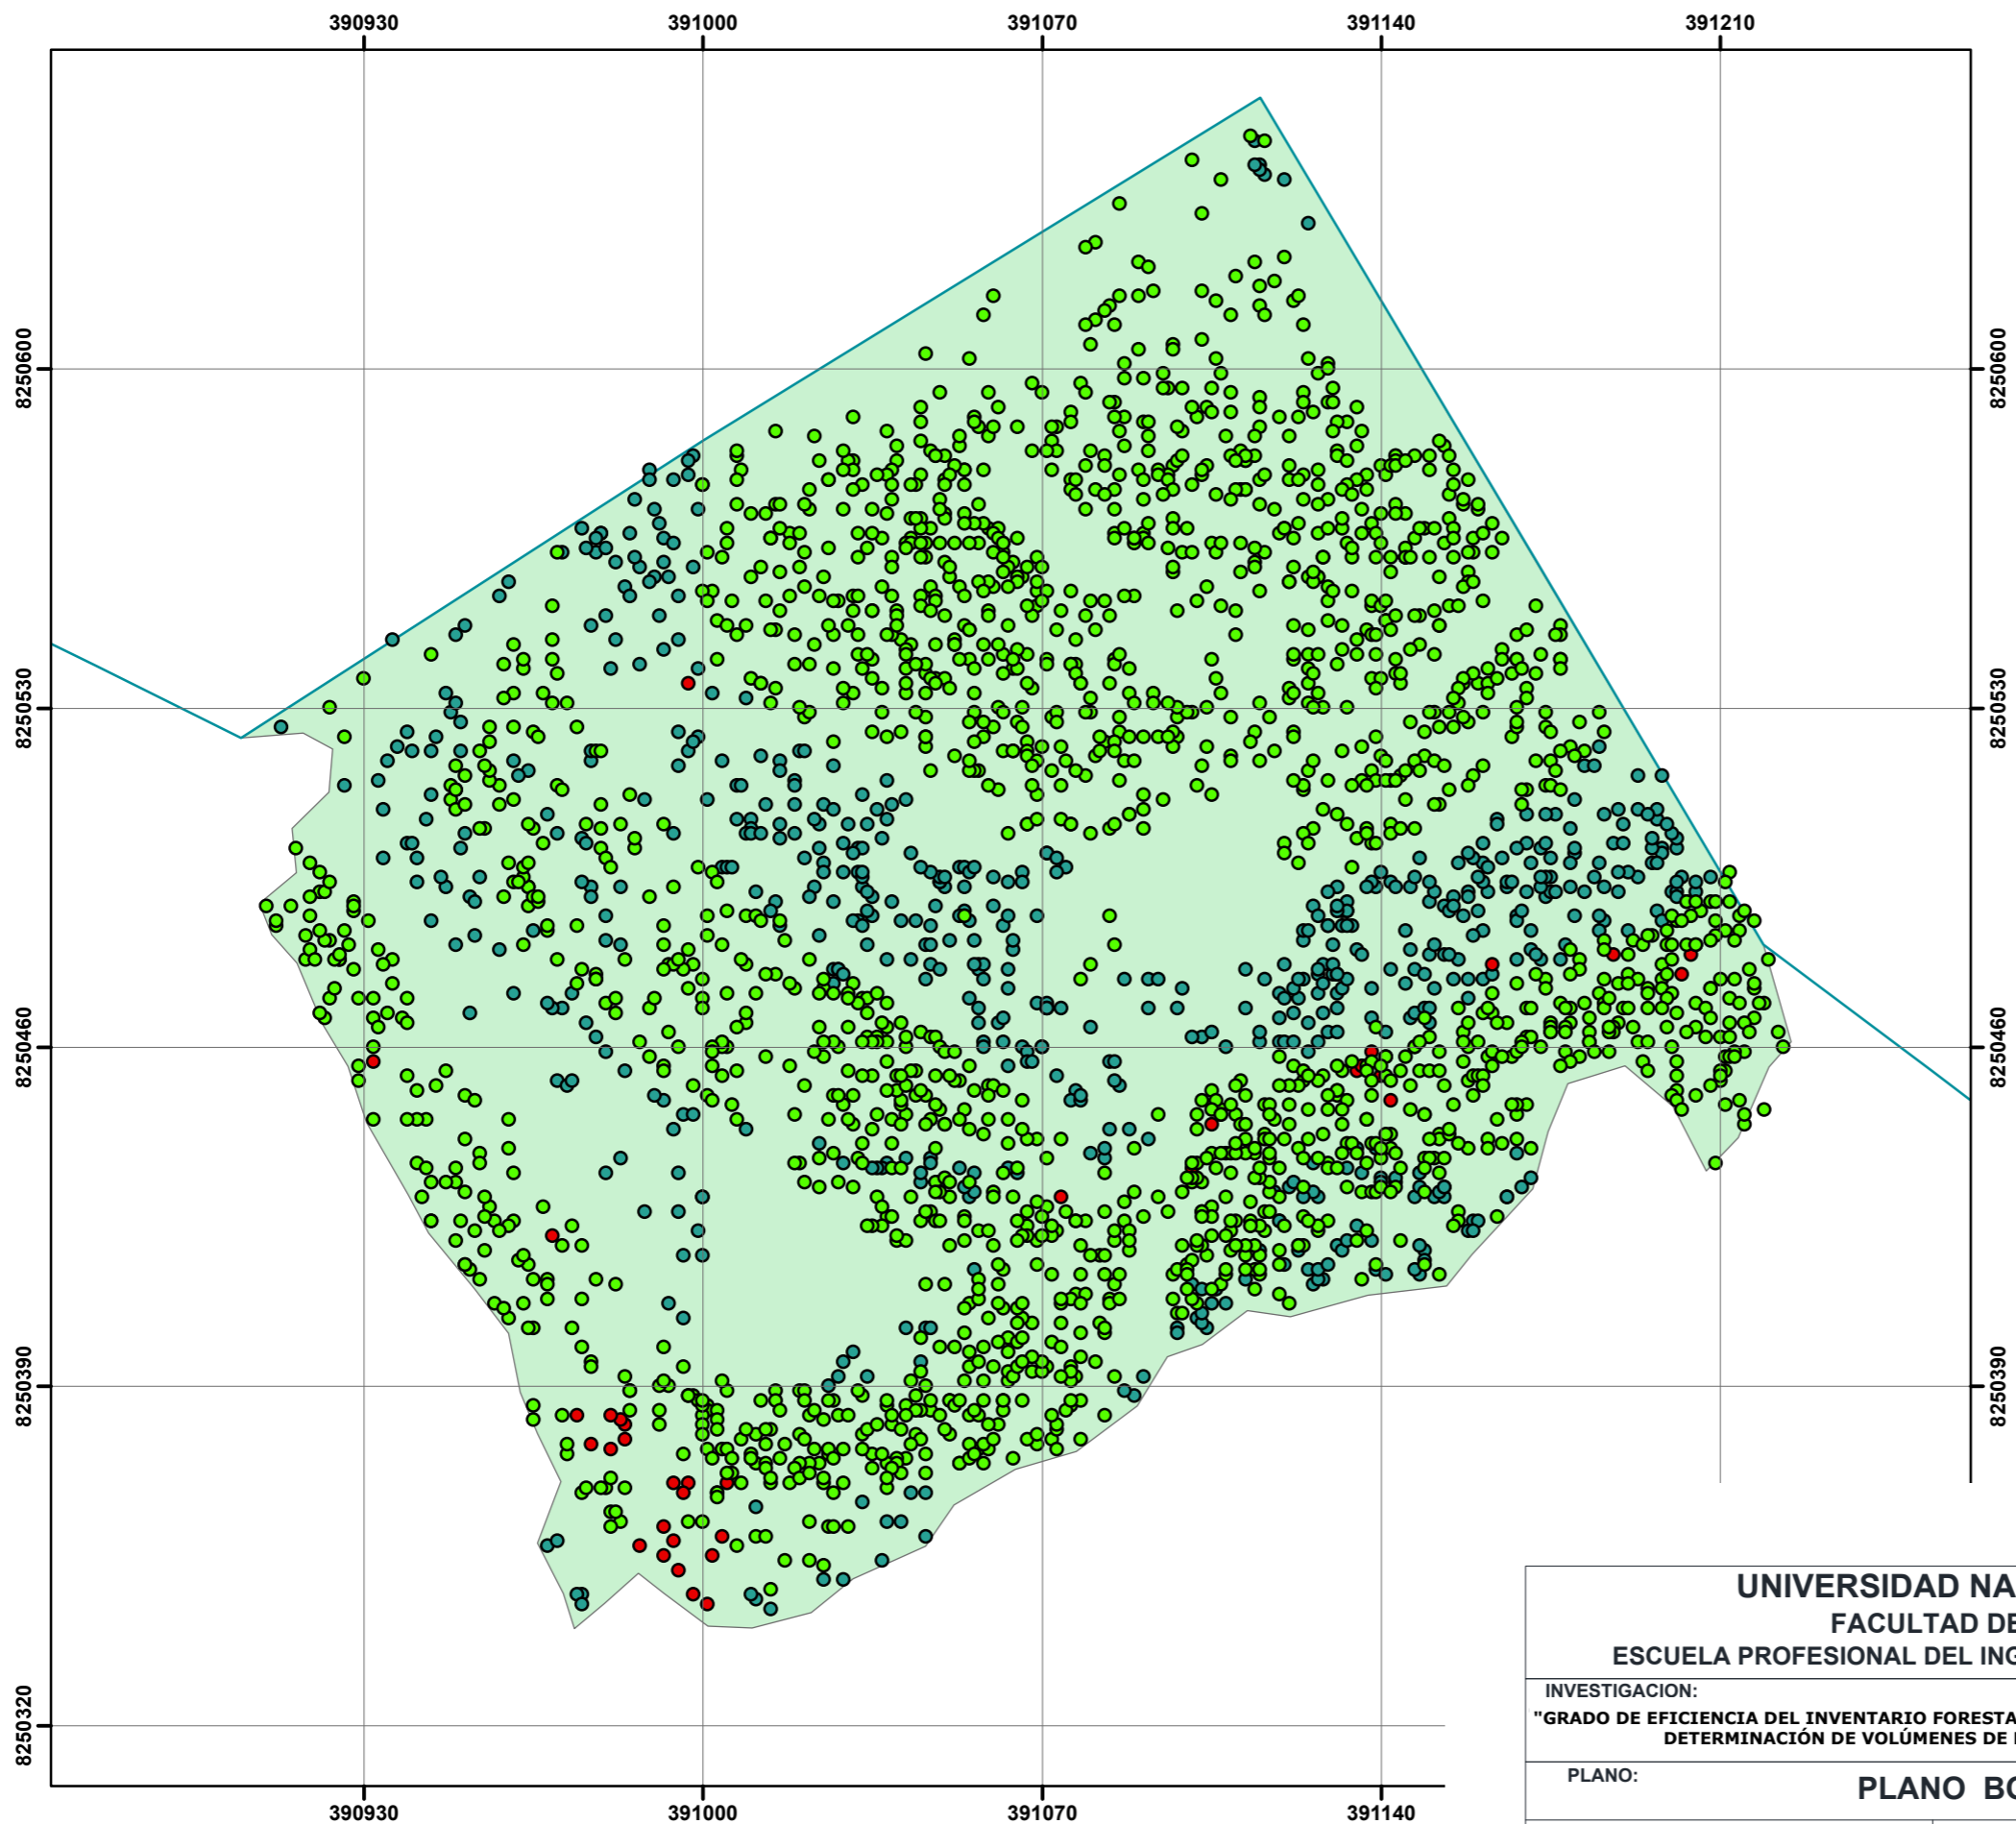 390930 391000 391070 391140 391210
8250600 8250600
8250530 8250530
8250460 8250460
8250390 8250390
8250320
390930 391000 391070 391140
UNIVERSIDAD NA
FACULTAD DE
ESCUELA PROFESIONAL DEL ING
INVESTIGACION:
"GRADO DE EFICIENCIA DEL INVENTARIO FORESTA
DETERMINACIÓN DE VOLÚMENES DE
PLANO:
PLANO BO